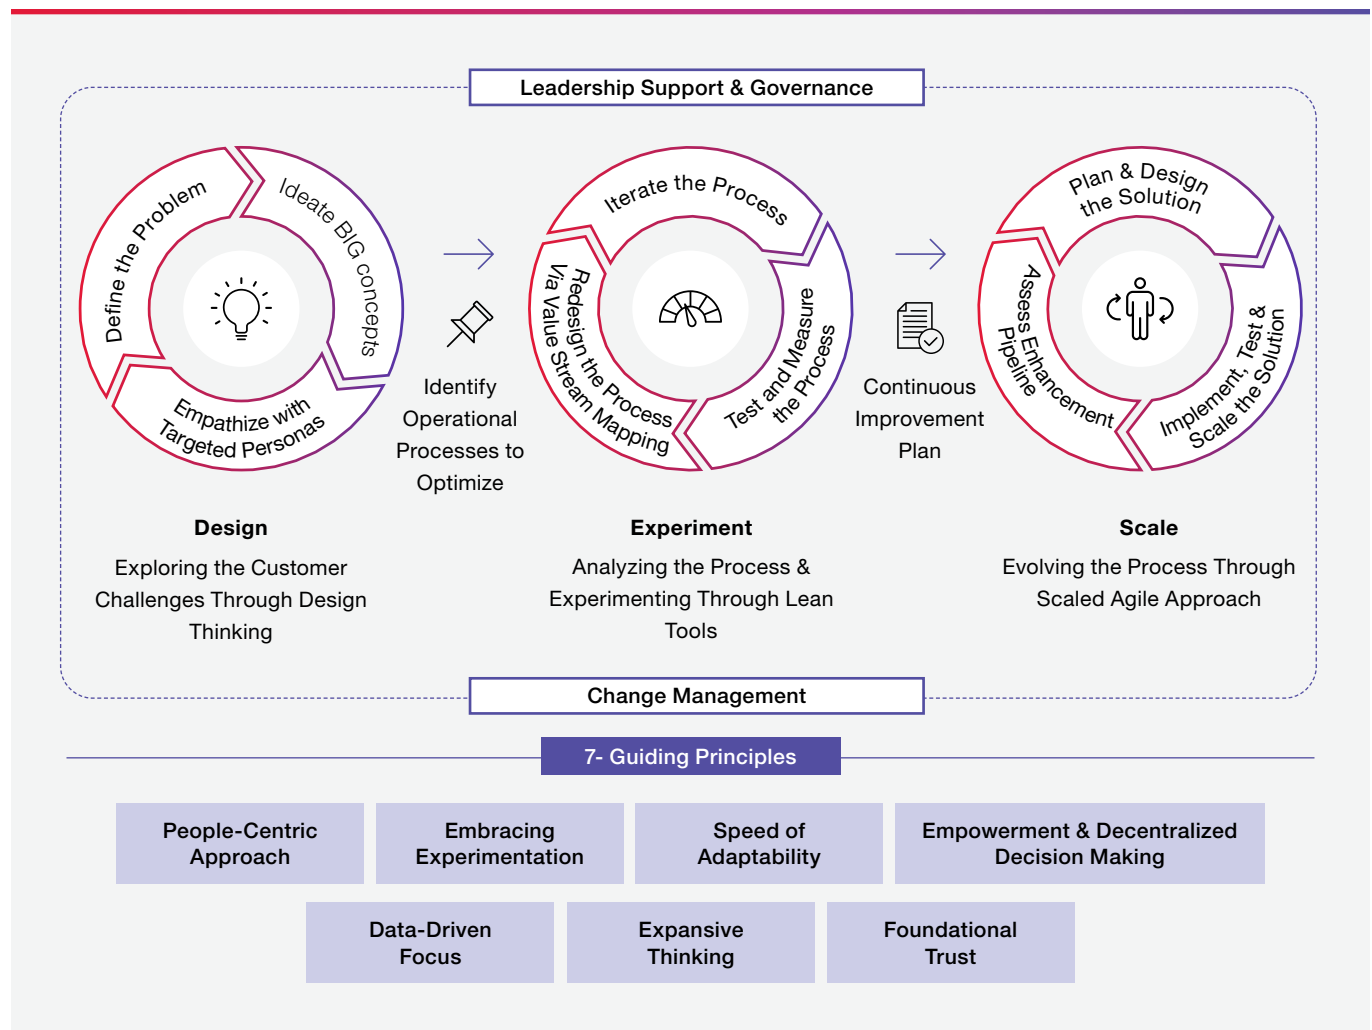 Leadership Support & Governance
Define the Problem
Ideate BIG concepts
Empathize with
Targeted Personas
Identify
Operational
Processes to
Optimize
Iterate the Process
Test and Measure
the Process
Redesign the Process
Via Value Stream Mapping
Continuous
Improvement
Plan
Plan & Design
the Solution
Implement, Test &
Scale the Solution
Assess Enhancement
Pipeline
Design
Exploring the Customer
Challenges Through Design
Thinking
Experiment
Analyzing the Process &
Experimenting Through Lean
Tools
Scale
Evolving the Process Through
Scaled Agile Approach
Change Management
7- Guiding Principles
People-Centric
Approach
Embracing
Experimentation
Speed of
Adaptability
Empowerment & Decentralized
Decision Making
Data-Driven
Focus
Expansive
Thinking
Foundational
Trust